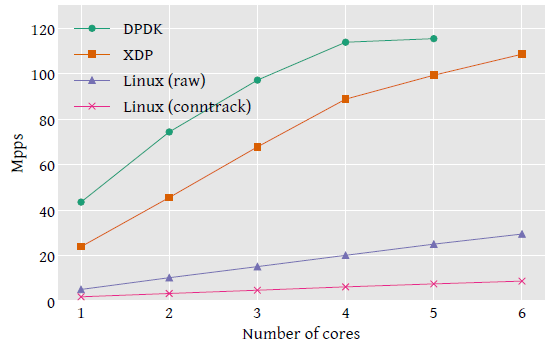 120
100
80
60
40
20
0
Mpps
DPDK
XDP
Linux (raw)
Linux (conntrack)
1 2 3 4 5 6
Number of cores